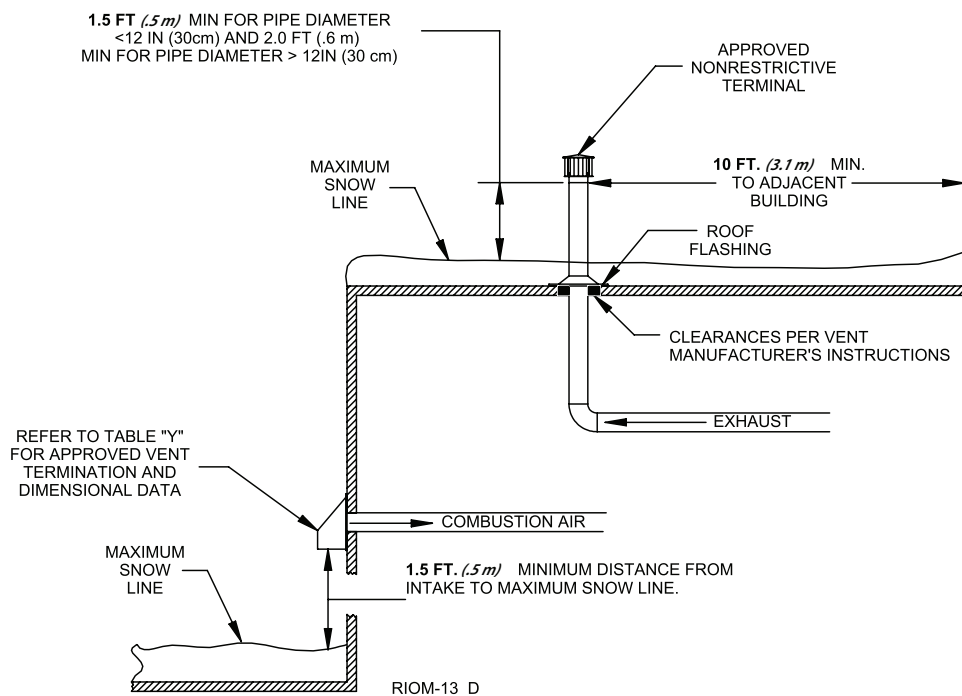 1.5 FT (.5 m) MIN FOR PIPE DIAMETER
<12 IN (30cm) AND 2.0 FT (.6 m)
MIN FOR PIPE DIAMETER > 12IN (30 cm)
APPROVED
NONRESTRICTIVE
TERMINAL
10 FT. (3.1 m) MIN.
TO ADJACENT
BUILDING
MAXIMUM
SNOW
LINE
ROOF
FLASHING
CLEARANCES PER VENT
MANUFACTURER'S INSTRUCTIONS
EXHAUST
REFER TO TABLE "Y"
FOR APPROVED VENT
TERMINATION AND
DIMENSIONAL DATA
COMBUSTION AIR
MAXIMUM
SNOW
LINE
1.5 FT. (.5 m) MINIMUM DISTANCE FROM
INTAKE TO MAXIMUM SNOW LINE.
RIOM-13 D